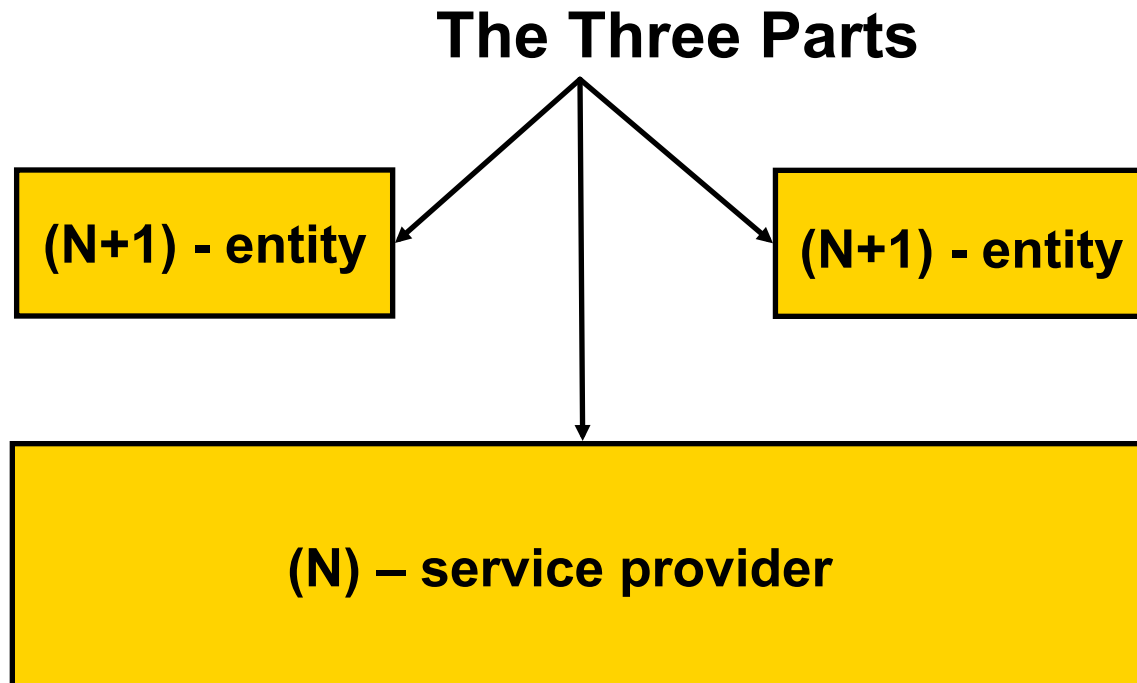 The Three Parts
(N+1) - entity
(N+1) - entity
(N) – service provider